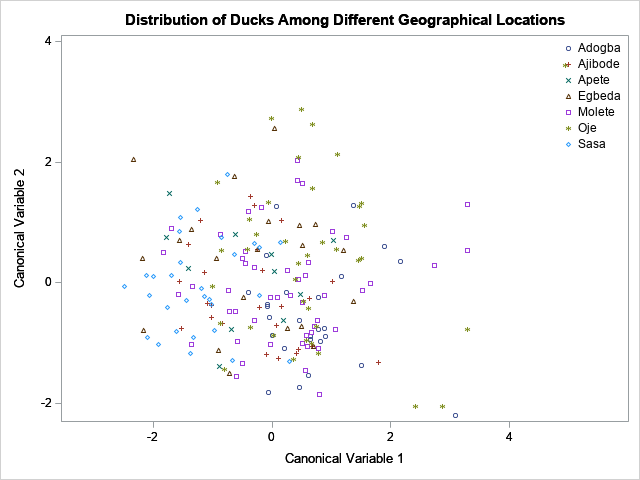 Distribution of Ducks Among Different Geographical Locations
4
2
0
-2
-2
0
2
4
Canonical Variable 1
Canonical Variable 2
Adogba
Ajibode
Apete
Egbeda
Molete
Oje
Sasa